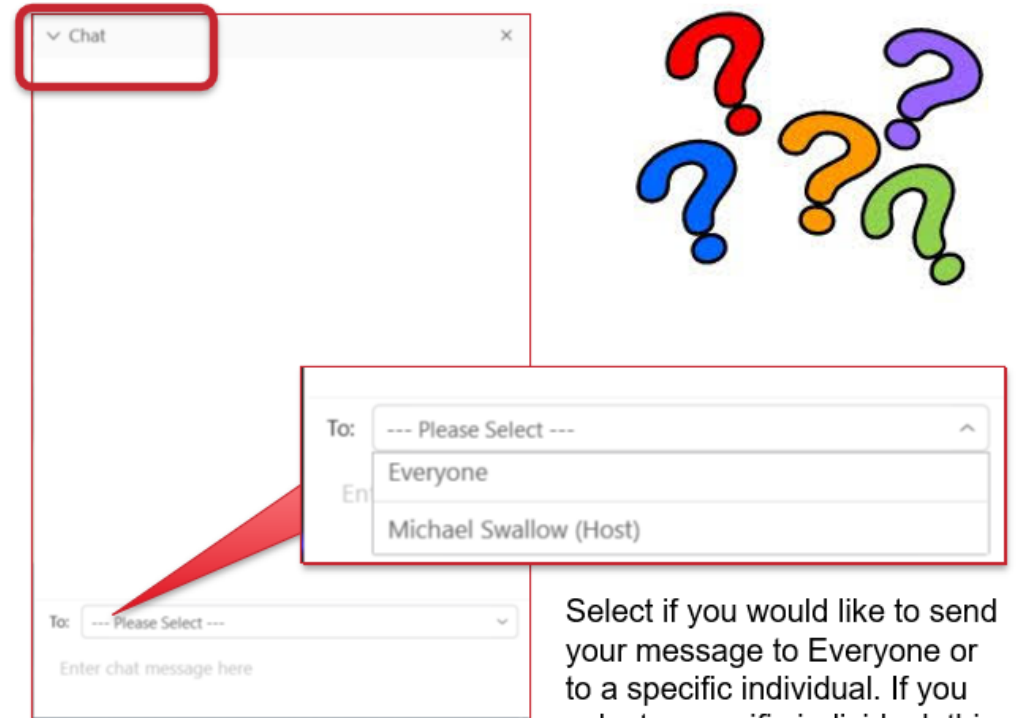 Chat
To: --- Please Select ---
Everyone
Michael Swallow (Host)
To: --- Please Select ---
Enter chat message here
Select if you would like to send
your message to Everyone or
to a specific individual. If you